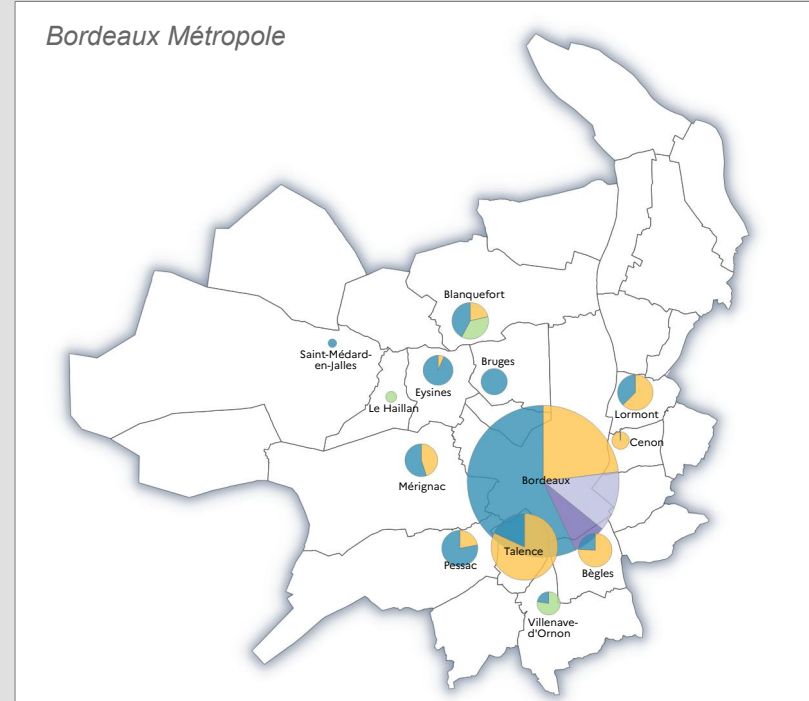 Bordeaux Métropole
Blanquefort
Saint-Médard-
en-Jalles
Bruges
Eysines
Le Haillan
Lormont
Cenon
Mérignac
Bordeaux
Talence
Pessac
Bègles
Villenave-
d'Ornon